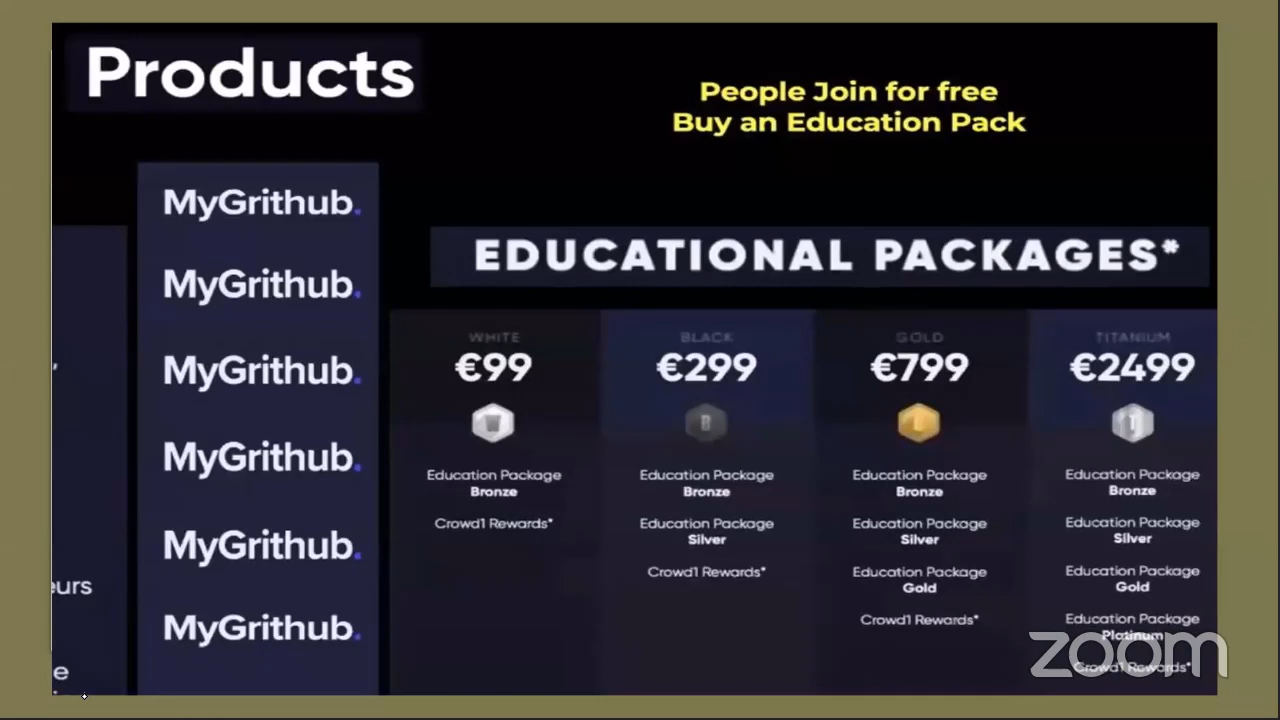 Products
People Join for free
Buy an Education Pack
MyGrithub.
MyGrithub.
MyGrithub.
MyGrithub.
MyGrithub.
MyGrithub.
eurs
e
EDUCATIONAL PACKAGES*
WHITE
€99
Education Package
Bronze
Crowd1 Rewards*
BLACK
€299
Education Package
Bronze
Education Package
Silver
Crowd1 Rewards*
GOLD
€799
Education Package
Bronze
Education Package
Silver
Education Package
Gold
Crowd1 Rewards*
TITANIUM
€2499
Education Package
Bronze
Education Package
Silver
Education Package
Gold
Education Package
Platinum
Crowd1 Rewards*
zoom